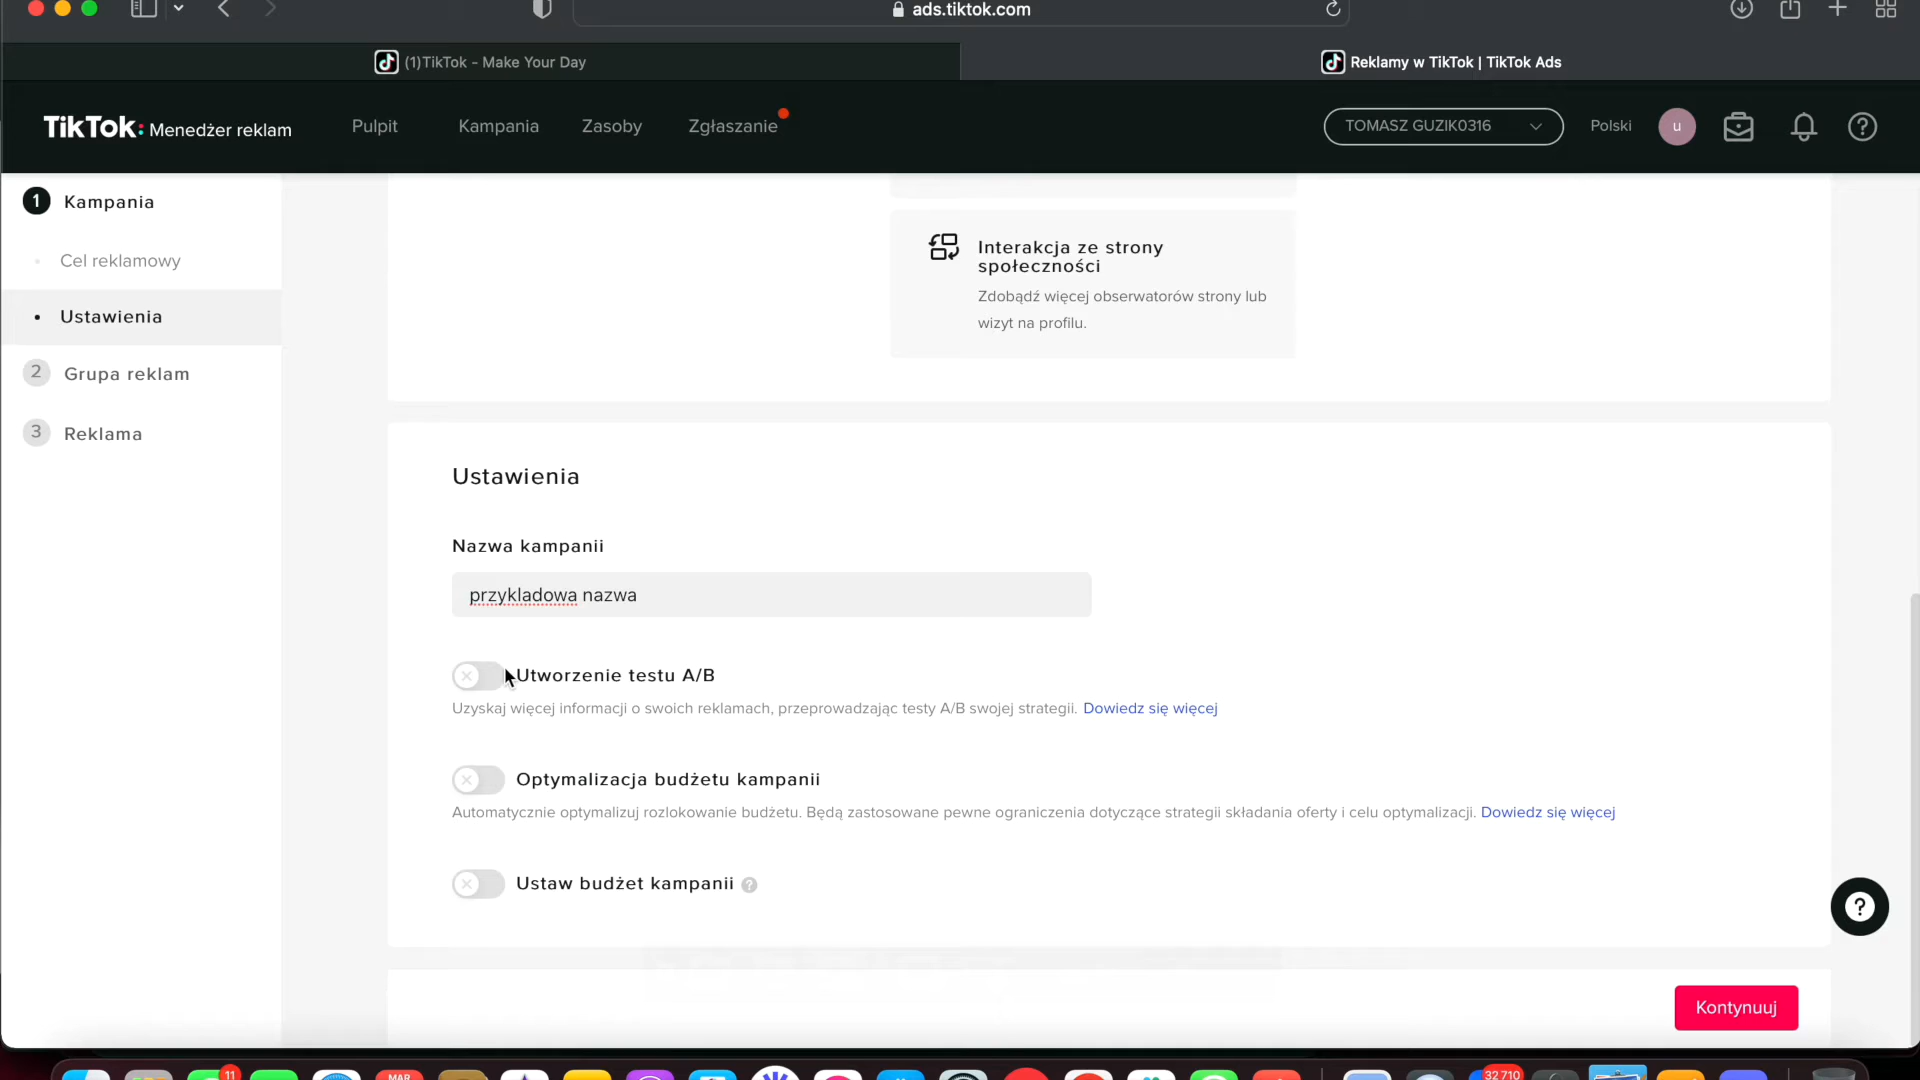 ads.tiktok.com
(1)TikTok - Make Your Day
Reklamy w TikTok | TikTok Ads
TikTok: Menedżer reklam
Pulpit
Kampania
Zasoby
Zgłaszanie
TOMASZ GUZIK0316
Polski
u
?
1 Kampania
Cel reklamowy
Ustawienia
2 Grupa reklam
3 Reklama
Interakcja ze strony
społeczności
Zdobądź więcej obserwatorów strony lub
wizyt na profilu.
Ustawienia
Nazwa kampanii
przykladowa nazwa
Utworzenie testu A/B
Uzyskaj więcej informacji o swoich reklamach, przeprowadzając testy A/B swojej strategii. Dowiedz się więcej
Optymalizacja budżetu kampanii
Automatycznie optymalizuj rozlokowanie budżetu. Będą zastosowane pewne ograniczenia dotyczące strategii składania oferty i celu optymalizacji. Dowiedz się więcej
Ustaw budżet kampanii ?
?
Kontynuuj
11
MAR
32 710